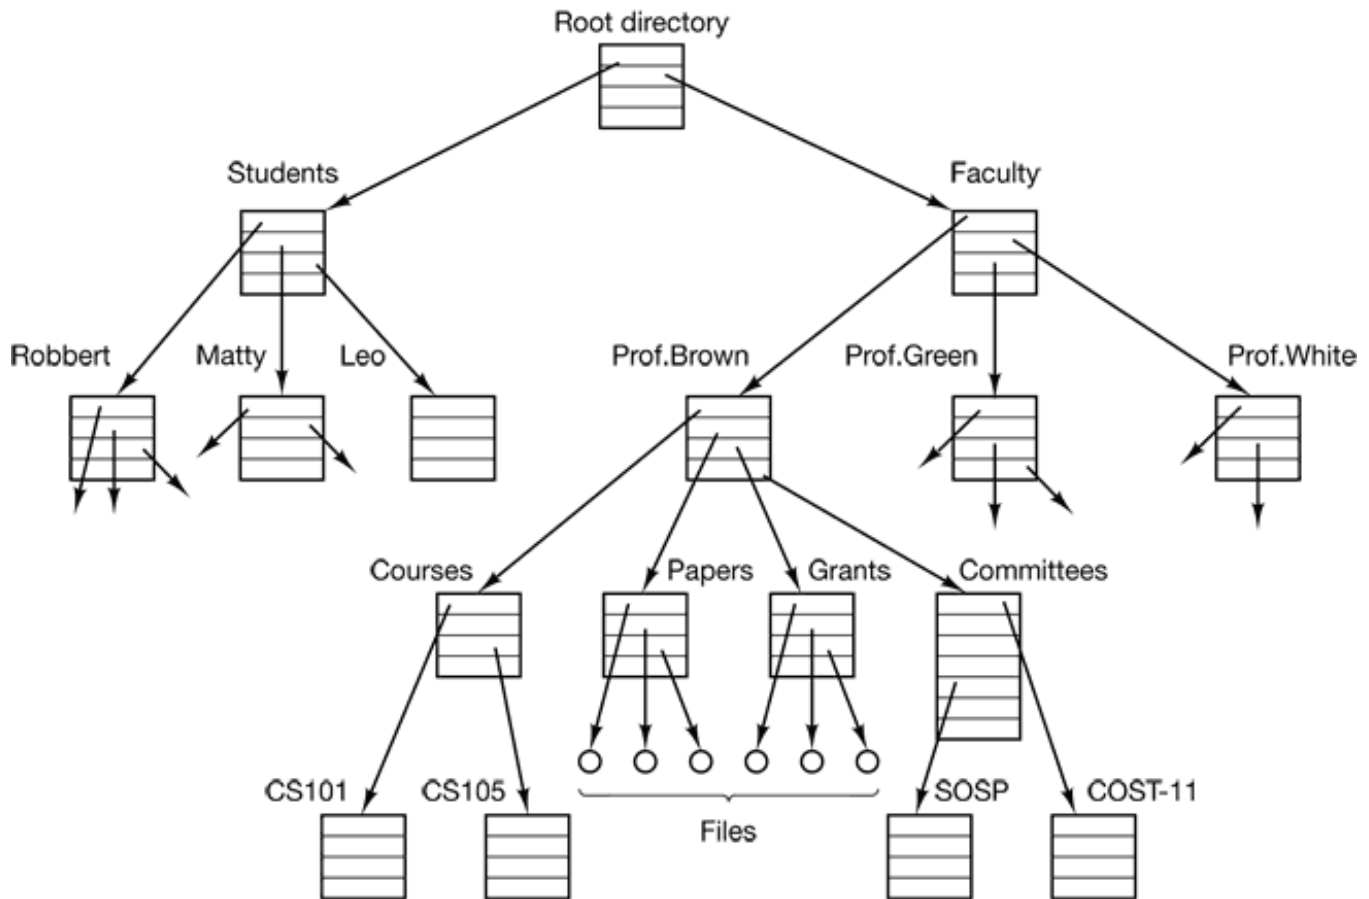 Root directory
Students
Faculty
Robbert
Matty
Leo
Prof.Brown
Prof.Green
Prof.White
Courses
Papers
Grants
Committees
CS101
CS105
SOSP
COST-11
Files